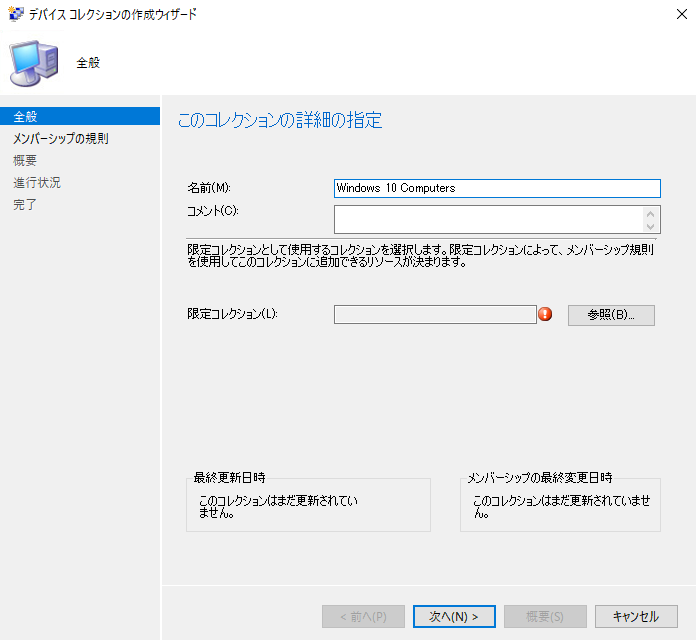 デバイス コレクションの作成ウィザード
全般
全般
メンバーシップの規則
概要
進行状況
完了
このコレクションの詳細の指定
名前(M):
Windows 10 Computers
コメント(C):
限定コレクションとして使用するコレクションを選択します。限定コレクションによって、メンバーシップ規則
を使用してこのコレクションに追加できるリソースが決まります。
限定コレクション(L):
参照(B)...
最終更新日時
このコレクションはまだ更新されてい
ません。
メンバーシップの最終変更日時
このコレクションはまだ更新されていませ
ん。
< 前へ(P)
次へ(N) >
概要(S)
キャンセル